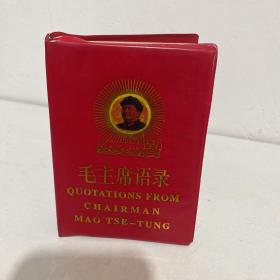 毛主席语录
QUOTATIONS FROM
CHAIRMAN
MAO TSE-TUNG